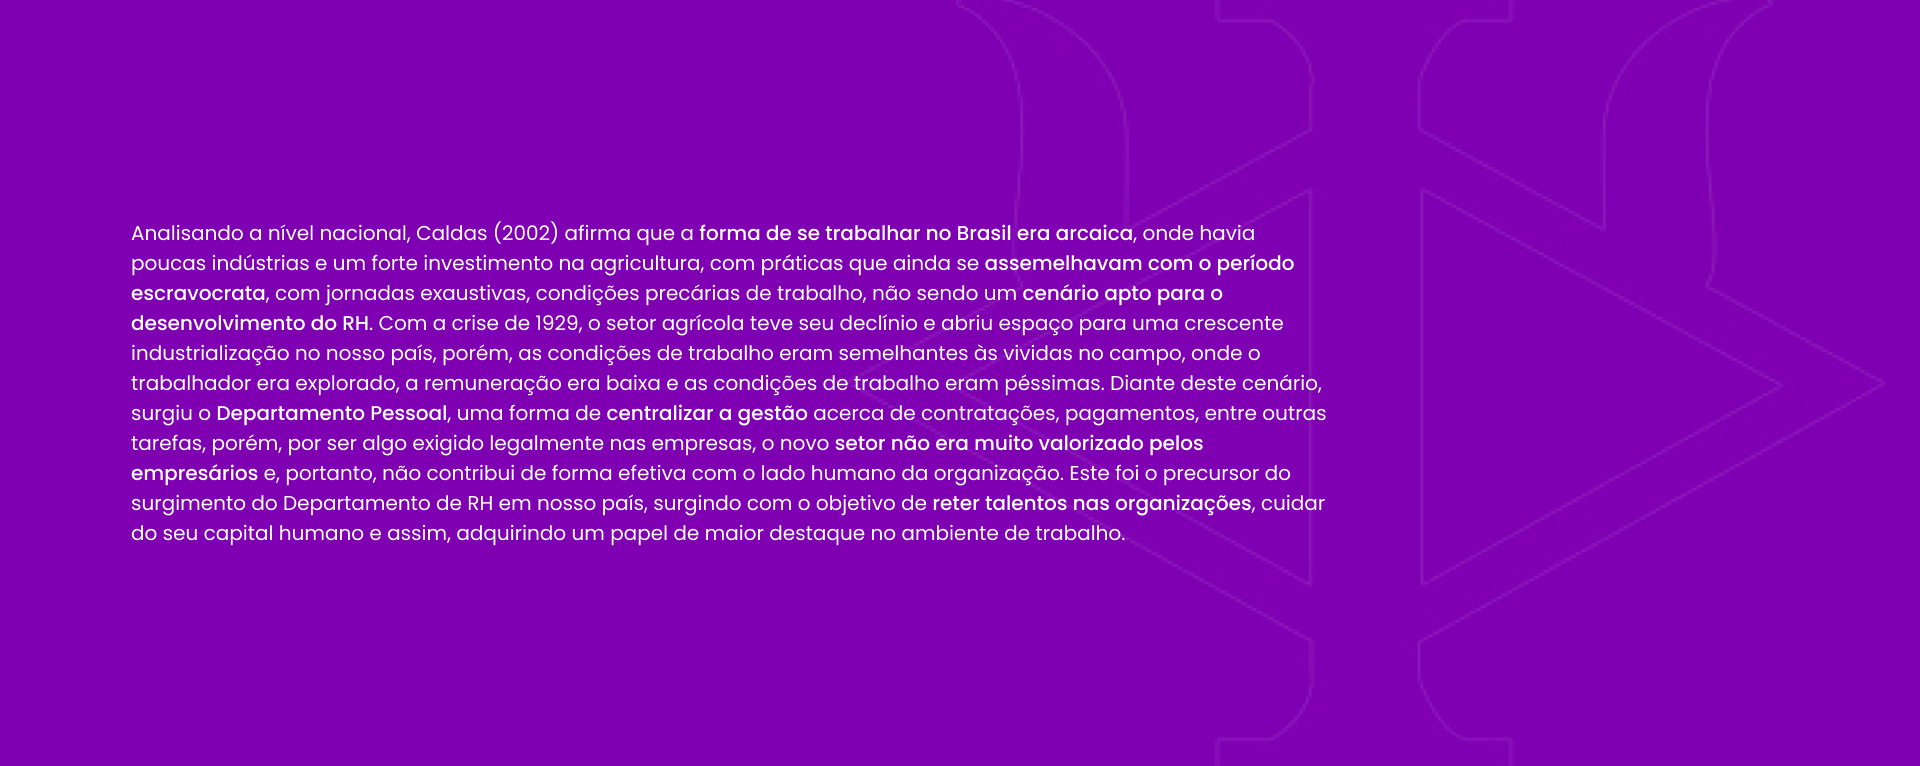 Analisando a nível nacional, Caldas (2002) afirma que a forma de se trabalhar no Brasil era arcaica, onde havia
poucas indústrias e um forte investimento na agricultura, com práticas que ainda se assemelhavam com o período
escravocrata, com jornadas exaustivas, condições precárias de trabalho, não sendo um cenário apto para o
desenvolvimento do RH. Com a crise de 1929, o setor agrícola teve seu declínio e abriu espaço para uma crescente
industrialização no nosso país, porém, as condições de trabalho eram semelhantes às vividas no campo, onde o
trabalhador era explorado, a remuneração era baixa e as condições de trabalho eram péssimas. Diante deste cenário,
surgiu o Departamento Pessoal, uma forma de centralizar a gestão acerca de contratações, pagamentos, entre outras
tarefas, porém, por ser algo exigido legalmente nas empresas, o novo setor não era muito valorizado pelos
empresários e, portanto, não contribui de forma efetiva com o lado humano da organização. Este foi o precursor do
surgimento do Departamento de RH em nosso país, surgindo com o objetivo de reter talentos nas organizações, cuidar
do seu capital humano e assim, adquirindo um papel de maior destaque no ambiente de trabalho.